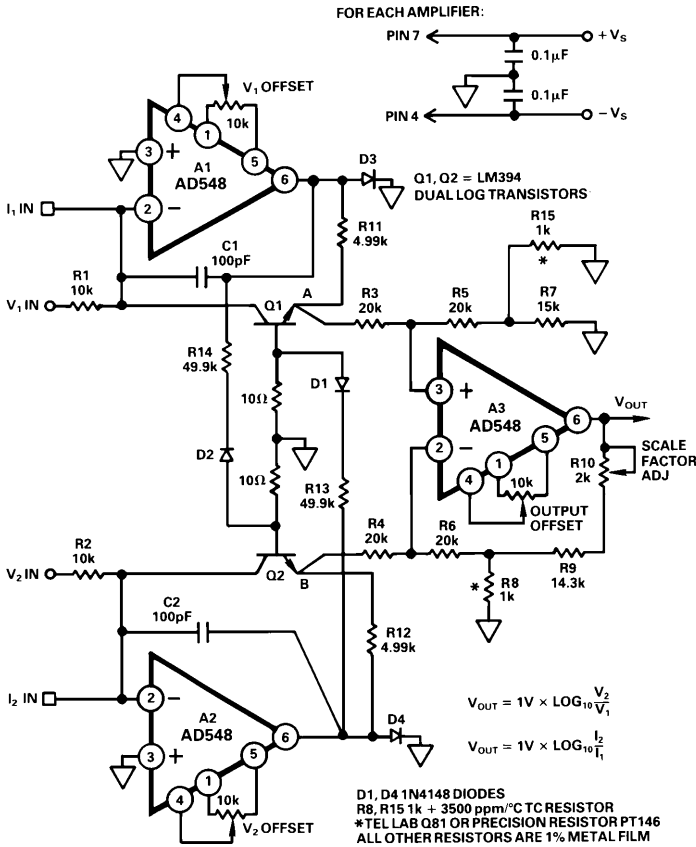 FOR EACH AMPLIFIER:
PIN 7
+VS
0.1μF
0.1μF
PIN 4
−VS
V1 OFFSET
4
1
10k
3
+
5
A1
AD548
6
D3
Q1, Q2 = LM394
DUAL LOG TRANSISTORS
I1 IN
2
−
R11
4.99k
R15
1k
*
C1
100pF
R1
10k
V1 IN
Q1
A
R3
20k
R5
20k
R7
15k
R14
49.9k
D1
10Ω
3
+
A3
AD548
6
VOUT
2
−
5
1
4
10k
R10
2k
SCALE
FACTOR
ADJ
OUTPUT
OFFSET
D2
10Ω
R13
49.9k
R4
20k
R6
20k
R2
10k
V2 IN
Q2
B
*
R8
1k
R9
14.3k
C2
100pF
R12
4.99k
I2 IN
2
−
A2
AD548
6
D4
3
+
5
1
10k
4
V2 OFFSET
VOUT = 1V × LOG10 V2/V1
VOUT = 1V × LOG10 I2/I1
D1, D4 1N4148 DIODES
R8, R15 1k + 3500 ppm/°C TC RESISTOR
*TEL LAB Q81 OR PRECISION RESISTOR PT146
ALL OTHER RESISTORS ARE 1% METAL FILM